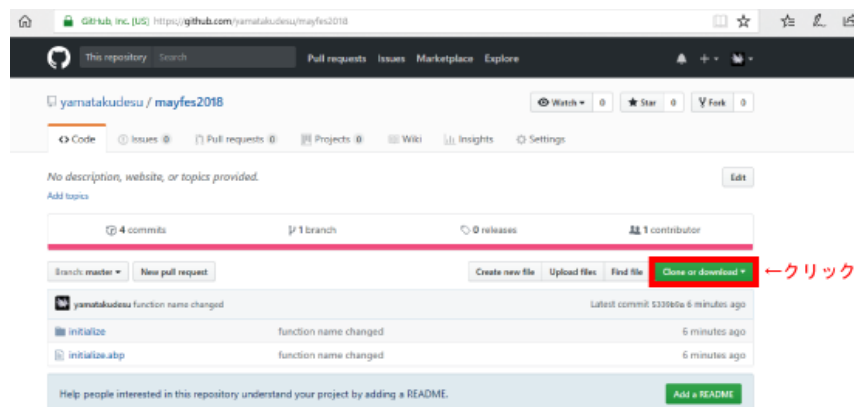 GitHub, Inc. [US] https://github.com/yamatakudesu/mayfes2018
This repository Search Pull requests Issues Marketplace Explore
yamatakudesu / mayfes2018 Watch 0 Star 0 Fork 0
Code Issues 0 Pull requests 0 Projects 0 Wiki Insights Settings
No description, website, or topics provided. Edit
Add topics
4 commits 1 branch 0 releases 1 contributor
Branch: master New pull request Create new file Upload files Find file Clone or download ←クリック
yamatakudesu function name changed Latest commit 6 minutes ago
initialize function name changed 6 minutes ago
initialize.abp function name changed 6 minutes ago
Help people interested in this repository understand your project by adding a README. Add a README